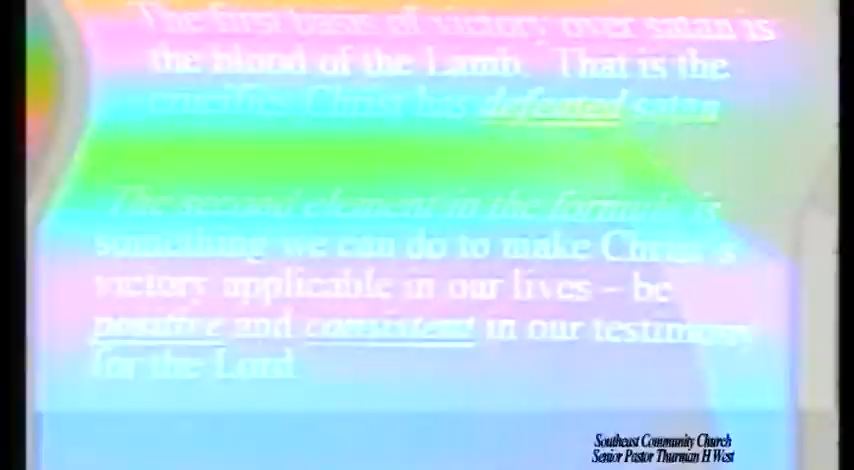 The first basis of victory over satan is
the blood of the Lamb. That is the
crucifies Christ has defeated satan
The second element in the formula is
something we can do to make Christ's
victory applicable in our lives – be
positive and consistent in our testimony
for the Lord
Southeast Community Church
Senior Pastor Thurman H West